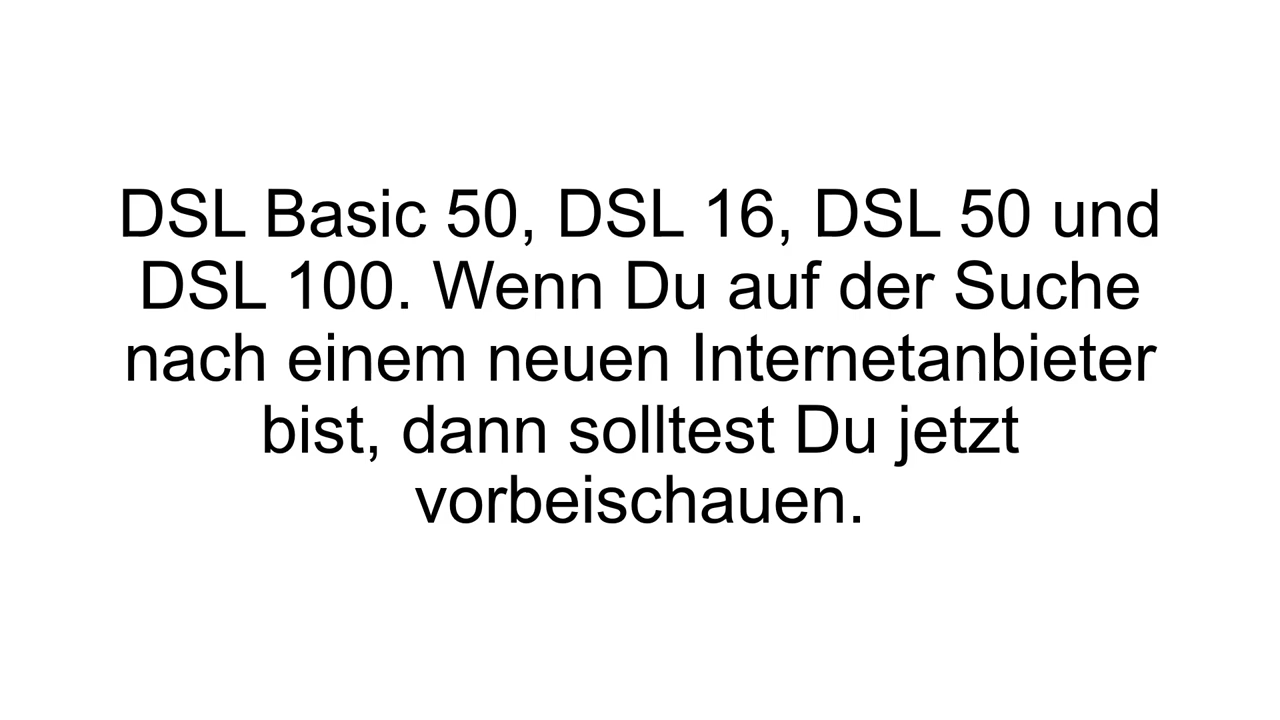 DSL Basic 50, DSL 16, DSL 50 und
DSL 100. Wenn Du auf der Suche
nach einem neuen Internetanbieter
bist, dann solltest Du jetzt
vorbeischauen.